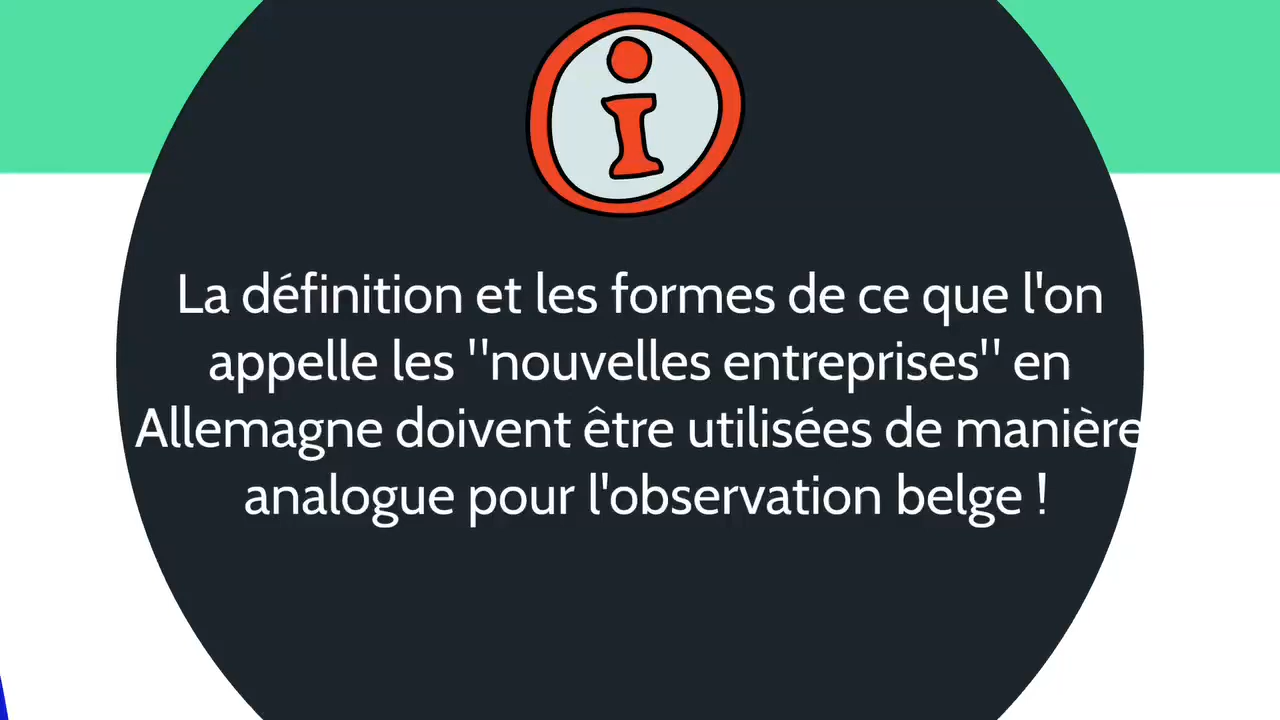 La définition et les formes de ce que l'on
appelle les "nouvelles entreprises" en
Allemagne doivent être utilisées de manière
analogue pour l'observation belge !